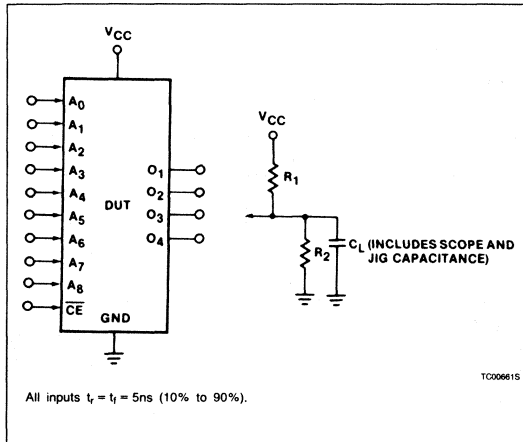 VCC
A0
A1
A2
A3
A4
A5
A6
A7
A8
CE
DUT
O1
O2
O3
O4
GND
VCC
R1
R2
CL (INCLUDES SCOPE AND
JIG CAPACITANCE)
TC00661S
All inputs tr = tf = 5ns (10% to 90%).